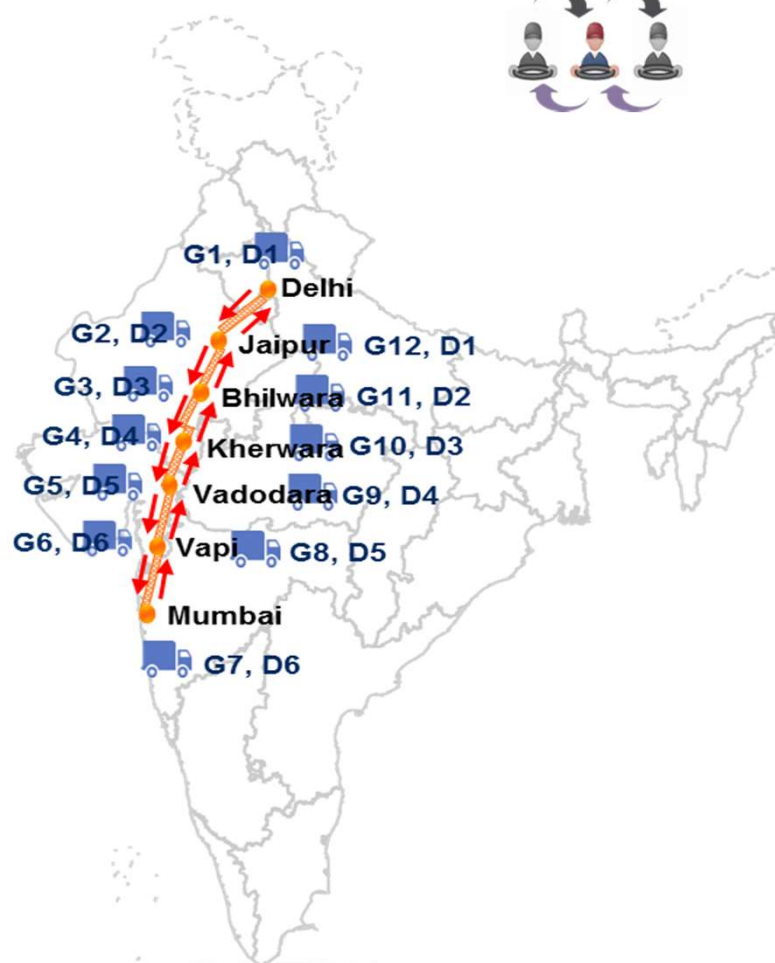 G1, D1
Delhi
G2, D2
Jaipur
G12, D1
G3, D3
Bhilwara
G11, D2
G4, D4
Kherwara
G10, D3
G5, D5
Vadodara
G9, D4
G6, D6
Vapi
G8, D5
Mumbai
G7, D6